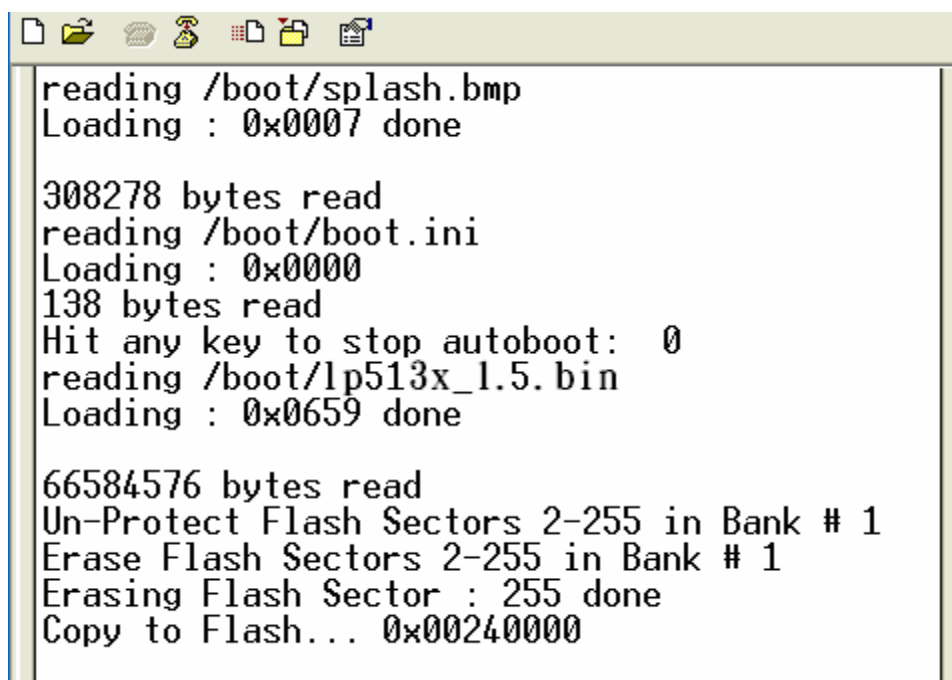 reading /boot/splash.bmp
Loading : 0x0007 done
308278 bytes read
reading /boot/boot.ini
Loading : 0x0000
138 bytes read
Hit any key to stop autoboot:  0
reading /boot/lp513x_1.5.bin
Loading : 0x0659 done
66584576 bytes read
Un-Protect Flash Sectors 2-255 in Bank # 1
Erase Flash Sectors 2-255 in Bank # 1
Erasing Flash Sector : 255 done
Copy to Flash... 0x00240000